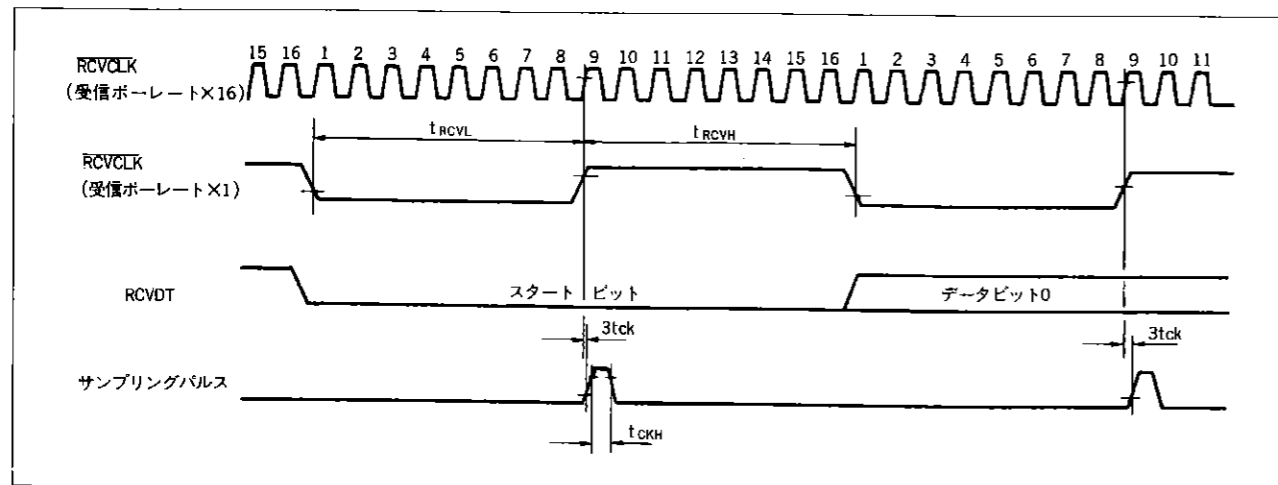 15 16 1 2 3 4 5 6 7 8 9 10 11 12 13 14 15 16 1 2 3 4 5 6 7 8 9 10 11
RCVCLK
(受信ボーレート×16)
tRCVL tRCVH
RCVCLK
(受信ボーレート×1)
RCVDT スタート ビット データビット0
3tck 3tck
サンプリングパルス
tCKH